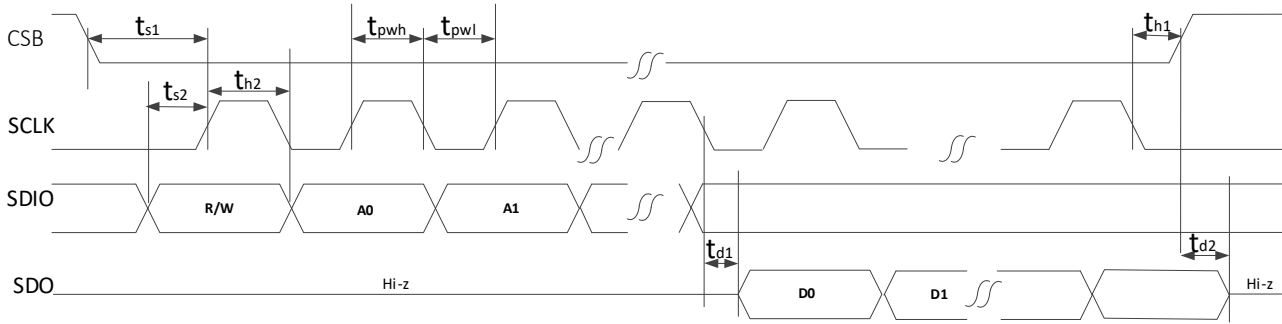 CSB ts1 tpwh tpwl th1
ts2 th2
SCLK
SDIO R/W A0 A1
td1 td2
SDO Hi-z D0 D1 Hi-z